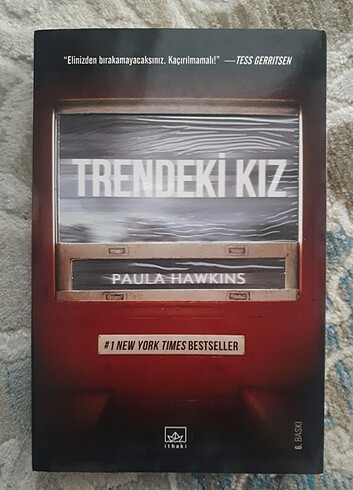 “Elinizden bırakamayacaksınız. Kaçırılmamalı!” —TESS GERRITSEN
TRENDEKİ KIZ
PAULA HAWKINS
#1 NEW YORK TIMES BESTSELLER
ithaki
6. BASKI